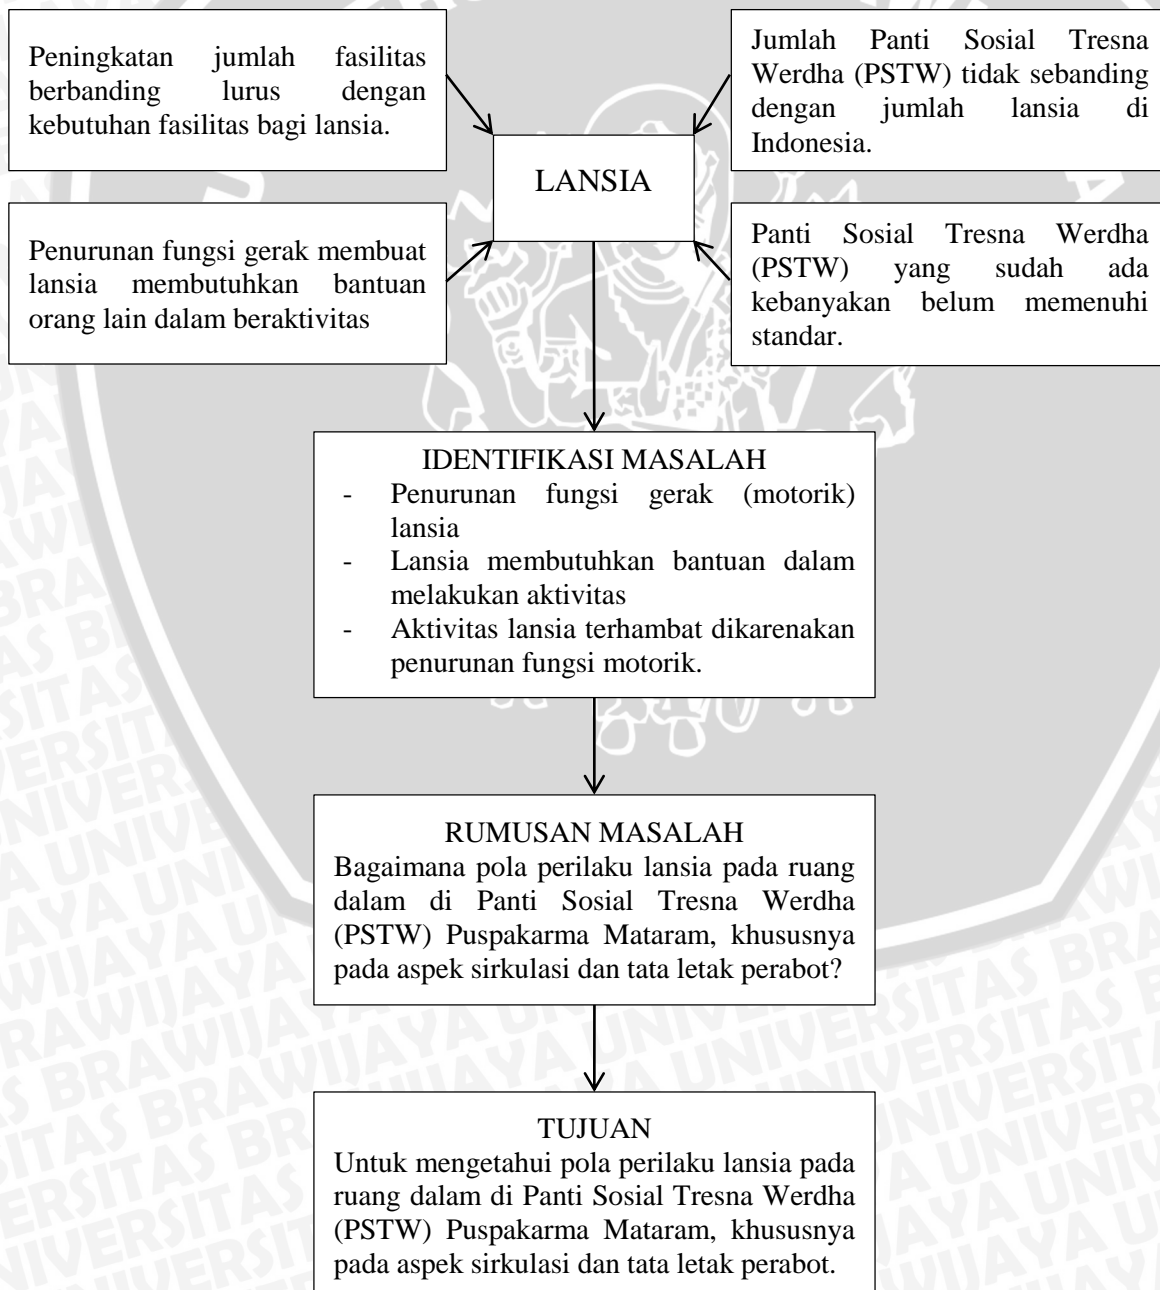 Peningkatan jumlah fasilitas
berbanding lurus dengan
kebutuhan fasilitas bagi lansia.
Jumlah Panti Sosial Tresna
Werdha (PSTW) tidak sebanding
dengan jumlah lansia di
Indonesia.
LANSIA
Penurunan fungsi gerak membuat
lansia membutuhkan bantuan
orang lain dalam beraktivitas
Panti Sosial Tresna Werdha
(PSTW) yang sudah ada
kebanyakan belum memenuhi
standar.
IDENTIFIKASI MASALAH
- Penurunan fungsi gerak (motorik)
lansia
- Lansia membutuhkan bantuan dalam
melakukan aktivitas
- Aktivitas lansia terhambat dikarenakan
penurunan fungsi motorik.
RUMUSAN MASALAH
Bagaimana pola perilaku lansia pada ruang
dalam di Panti Sosial Tresna Werdha
(PSTW) Puspakarma Mataram, khususnya
pada aspek sirkulasi dan tata letak perabot?
TUJUAN
Untuk mengetahui pola perilaku lansia pada
ruang dalam di Panti Sosial Tresna Werdha
(PSTW) Puspakarma Mataram, khususnya
pada aspek sirkulasi dan tata letak perabot.